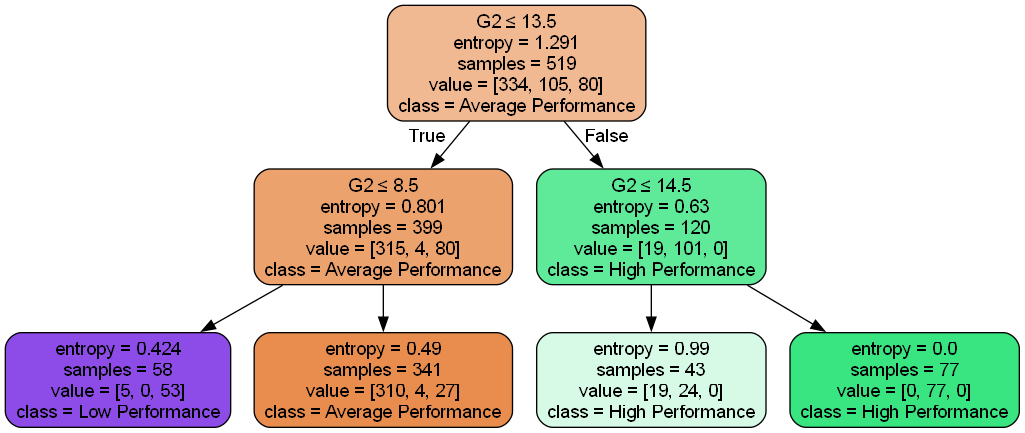 G2 ≤ 13.5
entropy = 1.291
samples = 519
value = [334, 105, 80]
class = Average Performance
True
False
G2 ≤ 8.5
entropy = 0.801
samples = 399
value = [315, 4, 80]
class = Average Performance
G2 ≤ 14.5
entropy = 0.63
samples = 120
value = [19, 101, 0]
class = High Performance
entropy = 0.424
samples = 58
value = [5, 0, 53]
class = Low Performance
entropy = 0.49
samples = 341
value = [310, 4, 27]
class = Average Performance
entropy = 0.99
samples = 43
value = [19, 24, 0]
class = High Performance
entropy = 0.0
samples = 77
value = [0, 77, 0]
class = High Performance